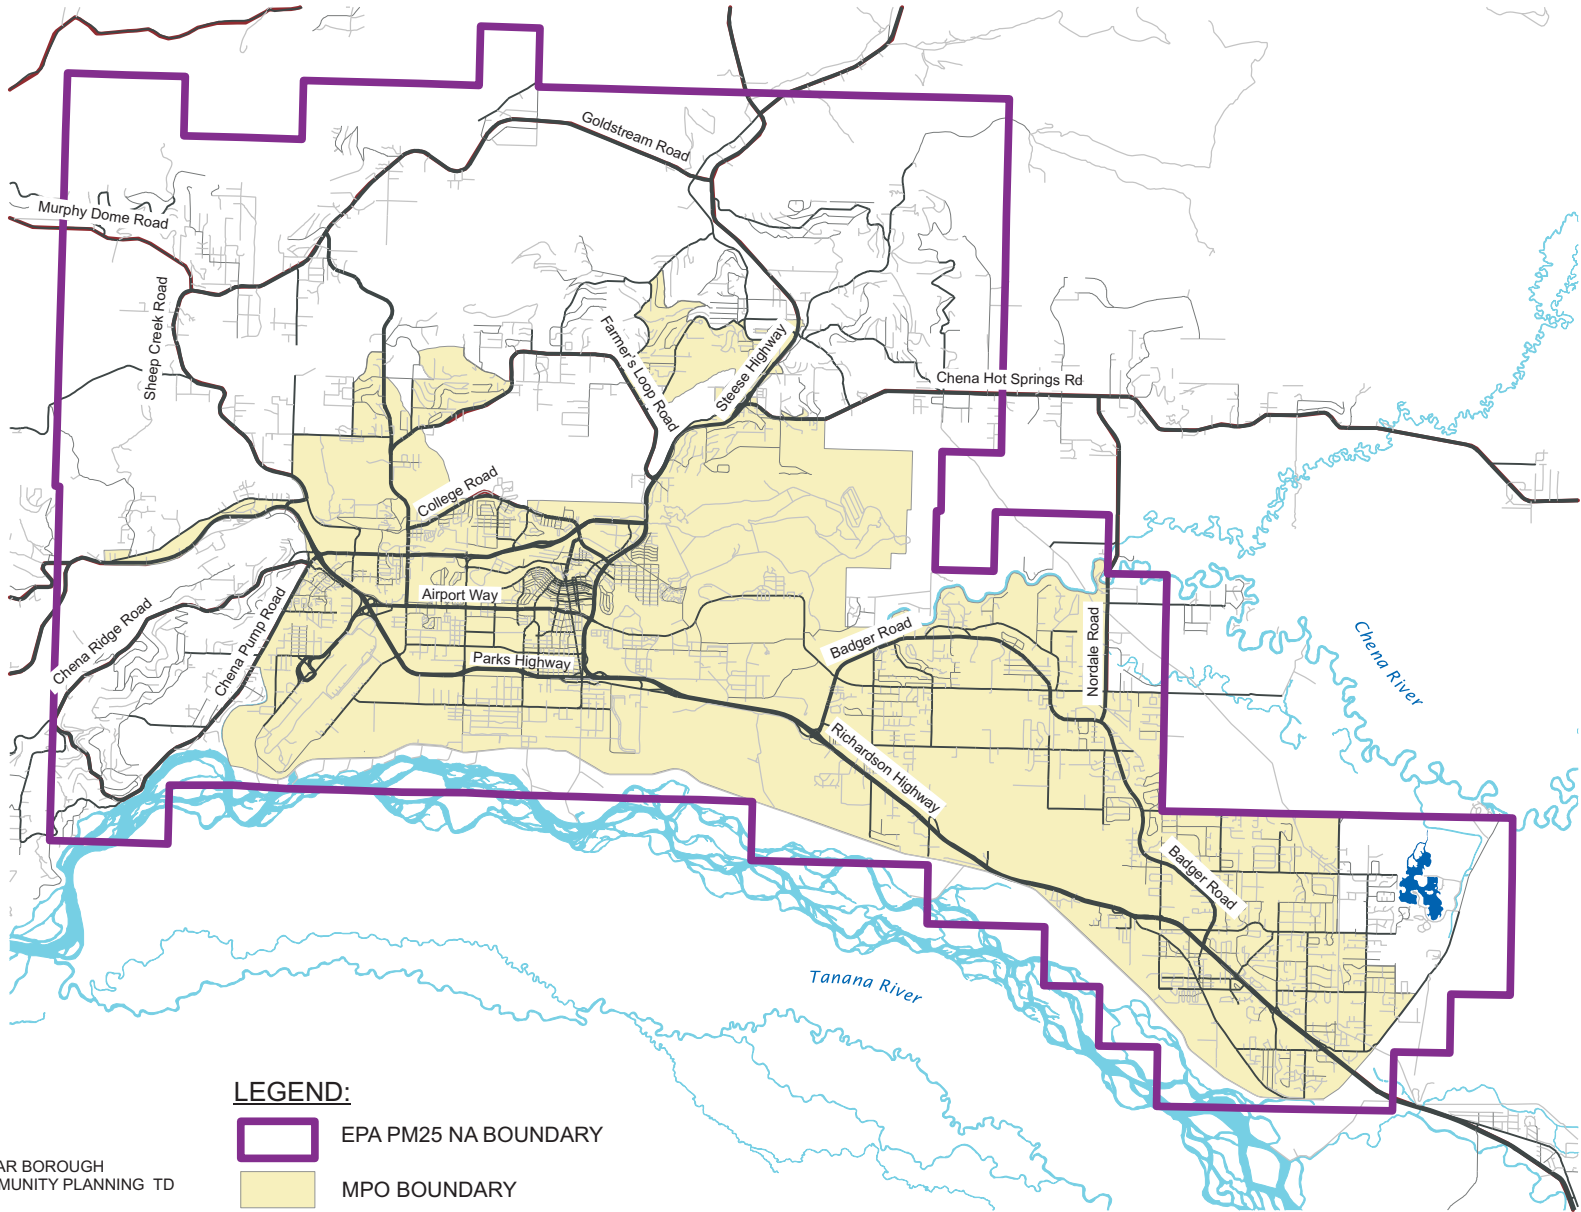 Goldstream Road
Murphy Dome Road
Sheep Creek Road
Farmer's Loop Road
Steese Highway
Chena Hot Springs Rd
College Road
Airport Way
Chena Ridge Road
Chena Pump Road
Parks Highway
Badger Road
Nordale Road
Chena River
Richardson Highway
Badger Road
Tanana River
LEGEND:
EPA PM25 NA BOUNDARY
MPO BOUNDARY
AR BOROUGH
MUNITY PLANNING TD